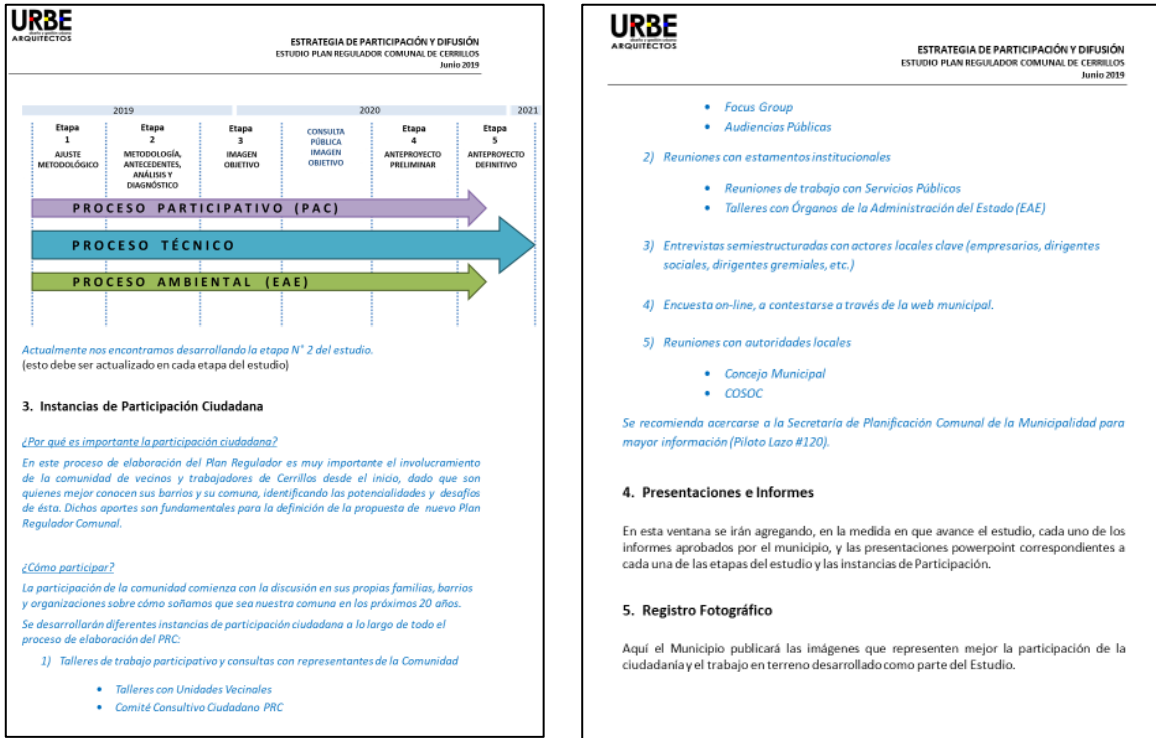 URBE
diseño y gestión urbana
ARQUITECTOS
ESTRATEGIA DE PARTICIPACIÓN Y DIFUSIÓN
ESTUDIO PLAN REGULADOR COMUNAL DE CERRILLOS
Junio 2019
2019 2020 2021
Etapa 1 AJUSTE METODOLÓGICO
Etapa 2 METODOLOGÍA, ANTECEDENTES, ANÁLISIS Y DIAGNÓSTICO
Etapa 3 IMAGEN OBJETIVO
CONSULTA PÚBLICA IMAGEN OBJETIVO
Etapa 4 ANTEPROYECTO PRELIMINAR
Etapa 5 ANTEPROYECTO DEFINITIVO
PROCESO PARTICIPATIVO (PAC)
PROCESO TÉCNICO
PROCESO AMBIENTAL (EAE)
Actualmente nos encontramos desarrollando la etapa N° 2 del estudio.
(esto debe ser actualizado en cada etapa del estudio)
3. Instancias de Participación Ciudadana
¿Por qué es importante la participación ciudadana?
En este proceso de elaboración del Plan Regulador es muy importante el involucramiento
de la comunidad de vecinos y trabajadores de Cerrillos desde el inicio, dado que son
quienes mejor conocen sus barrios y su comuna, identificando las potencialidades y desafíos
de ésta. Dichos aportes son fundamentales para la definición de la propuesta de nuevo Plan
Regulador Comunal.
¿Cómo participar?
La participación de la comunidad comienza con la discusión en sus propias familias, barrios
y organizaciones sobre cómo soñamos que sea nuestra comuna en los próximos 20 años.
Se desarrollarán diferentes instancias de participación ciudadana a lo largo de todo el
proceso de elaboración del PRC:
1) Talleres de trabajo participativo y consultas con representantes de la Comunidad
• Talleres con Unidades Vecinales
• Comité Consultivo Ciudadano PRC
URBE
diseño y gestión urbana
ARQUITECTOS
ESTRATEGIA DE PARTICIPACIÓN Y DIFUSIÓN
ESTUDIO PLAN REGULADOR COMUNAL DE CERRILLOS
Junio 2019
• Focus Group
• Audiencias Públicas
2) Reuniones con estamentos institucionales
• Reuniones de trabajo con Servicios Públicos
• Talleres con Órganos de la Administración del Estado (EAE)
3) Entrevistas semiestructuradas con actores locales clave (empresarios, dirigentes
sociales, dirigentes gremiales, etc.)
4) Encuesta on-line, a contestarse a través de la web municipal.
5) Reuniones con autoridades locales
• Concejo Municipal
• COSOC
Se recomienda acercarse a la Secretaría de Planificación Comunal de la Municipalidad para
mayor información (Piloto Lazo #120).
4. Presentaciones e Informes
En esta ventana se irán agregando, en la medida en que avance el estudio, cada uno de los
informes aprobados por el municipio, y las presentaciones powerpoint correspondientes a
cada una de las etapas del estudio y las instancias de Participación.
5. Registro Fotográfico
Aquí el Municipio publicará las imágenes que representen mejor la participación de la
ciudadanía y el trabajo en terreno desarrollado como parte del Estudio.